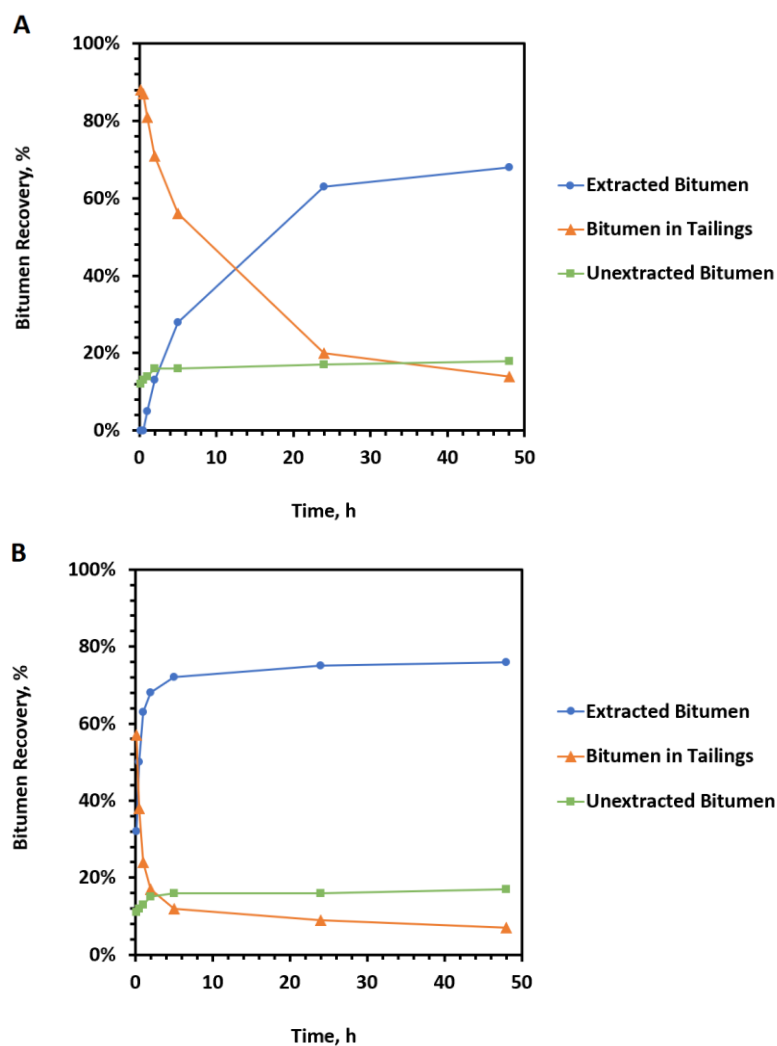 A
100%
80%
60%
40%
20%
0%
Bitumen Recovery, %
0 10 20 30 40 50
Time, h
Extracted Bitumen
Bitumen in Tailings
Unextracted Bitumen
B
100%
80%
60%
40%
20%
0%
Bitumen Recovery, %
0 10 20 30 40 50
Time, h
Extracted Bitumen
Bitumen in Tailings
Unextracted Bitumen